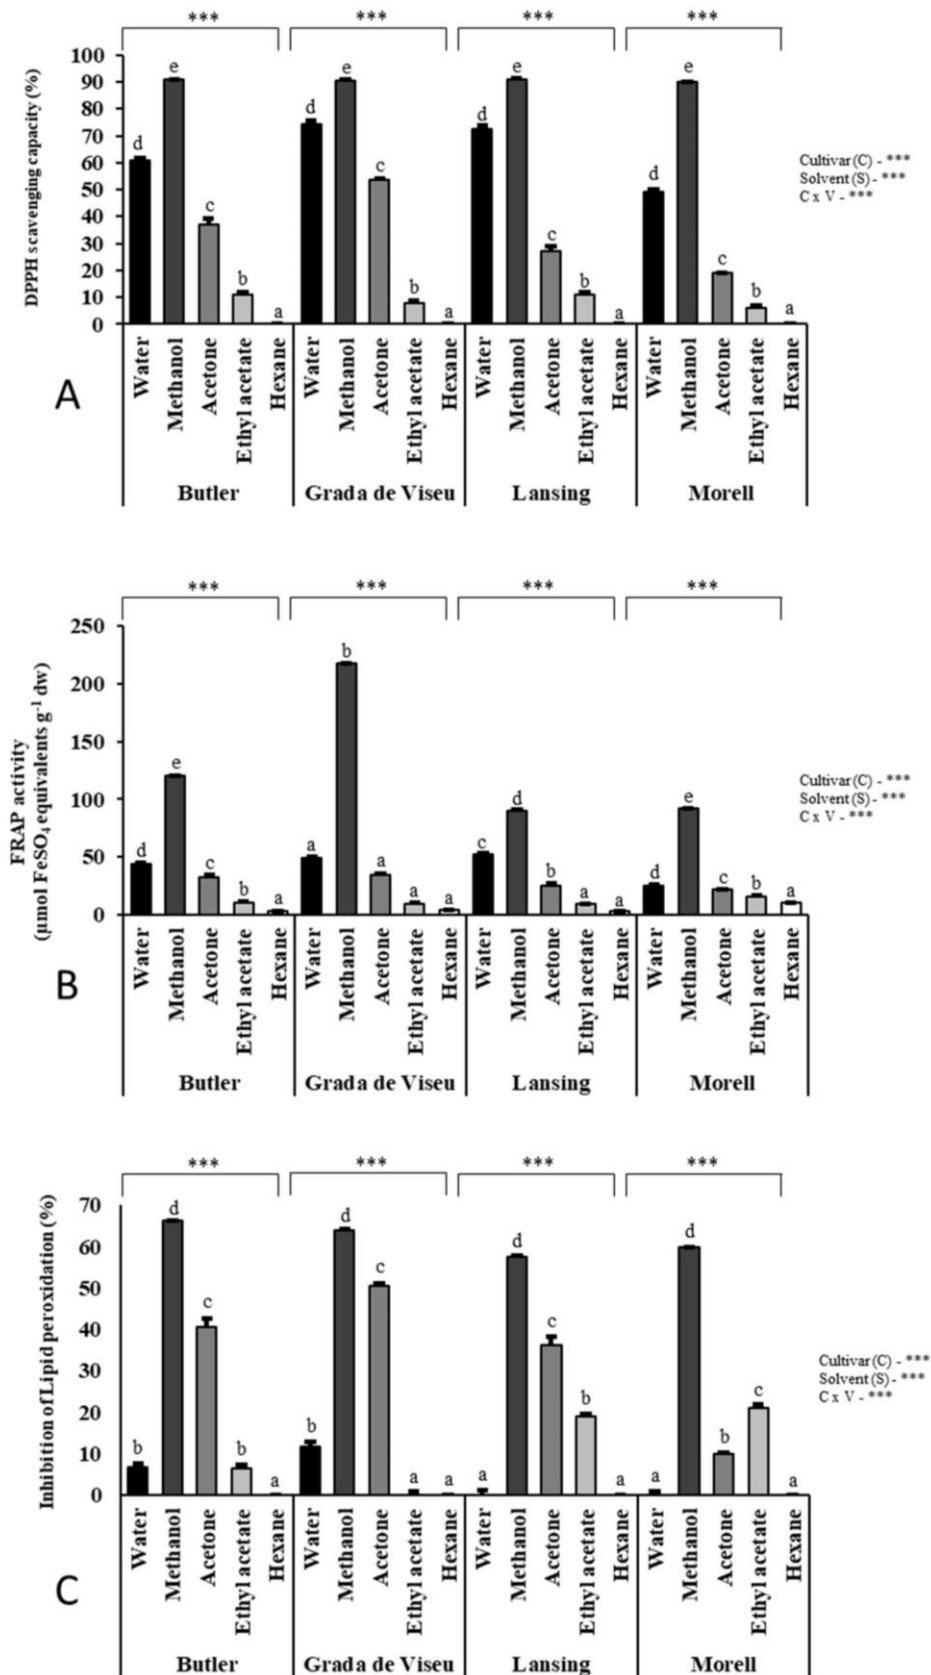 *** *** *** ***
DPPH scavenging capacity (%)
100
90
80
70
60
50
40
30
20
10
0
d e c b a d e c b a d e c b a d e c b a
Cultivar (C) - ***
Solvent (S) - ***
C x V - ***
A
Water Methanol Acetone Ethyl acetate Hexane Water Methanol Acetone Ethyl acetate Hexane Water Methanol Acetone Ethyl acetate Hexane Water Methanol Acetone Ethyl acetate Hexane
Butler Grada de Viseu Lansing Morell
*** *** *** ***
FRAP activity
(µmol FeSO4 equivalents g-1 dw)
250
200
150
100
50
0
d e c b a a b a a a c d b a a d e c b a
Cultivar (C) - ***
Solvent (S) - ***
C x V - ***
B
Water Methanol Acetone Ethyl acetate Hexane Water Methanol Acetone Ethyl acetate Hexane Water Methanol Acetone Ethyl acetate Hexane Water Methanol Acetone Ethyl acetate Hexane
Butler Grada de Viseu Lansing Morell
*** *** *** ***
Inhibition of Lipid peroxidation (%)
70
60
50
40
30
20
10
0
b d c b a b d c a a a d c b a a d b c a
Cultivar (C) - ***
Solvent (S) - ***
C x V - ***
C
Water Methanol Acetone Ethyl acetate Hexane Water Methanol Acetone Ethyl acetate Hexane Water Methanol Acetone Ethyl acetate Hexane Water Methanol Acetone Ethyl acetate Hexane
Butler Grada de Viseu Lansing Morell